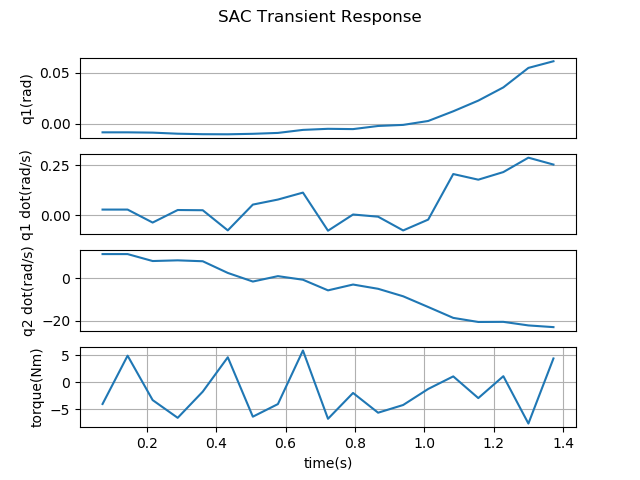 SAC Transient Response
0.05
0.00
q1(rad)
0.25
0.00
q1 dot(rad/s)
0
−20
q2 dot(rad/s)
5
0
−5
torque(Nm)
0.2 0.4 0.6 0.8 1.0 1.2 1.4
time(s)